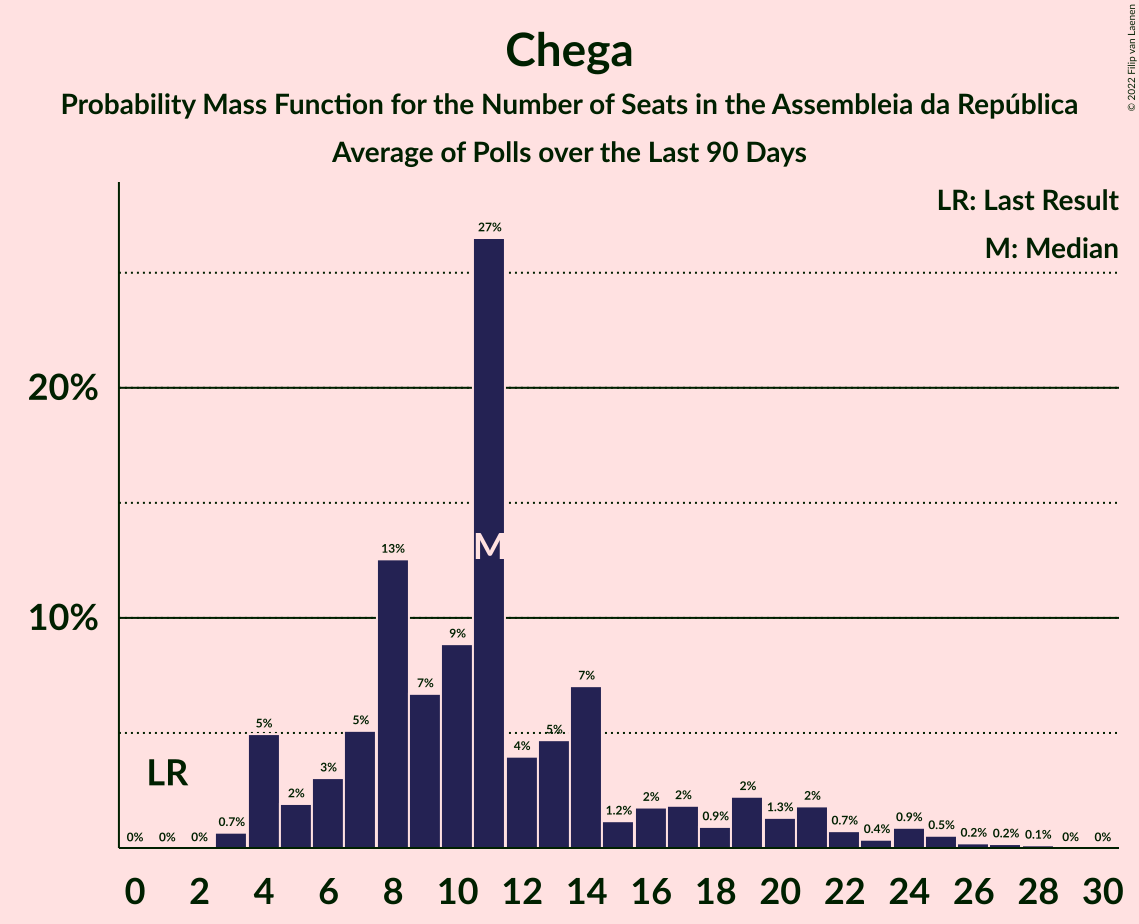 Chega
Probability Mass Function for the Number of Seats in the Assembleia da República
Average of Polls over the Last 90 Days
© 2022 Filip van Laenen
LR: Last Result
M: Median
20%
10%
0% 0% 0% 0.7% 5% 2% 3% 5% 13% 7% 9% 27% 4% 5% 7% 1.2% 2% 2% 0.9% 2% 1.3% 2% 0.7% 0.4% 0.9% 0.5% 0.2% 0.2% 0.1% 0% 0%
M
LR
0 2 4 6 8 10 12 14 16 18 20 22 24 26 28 30